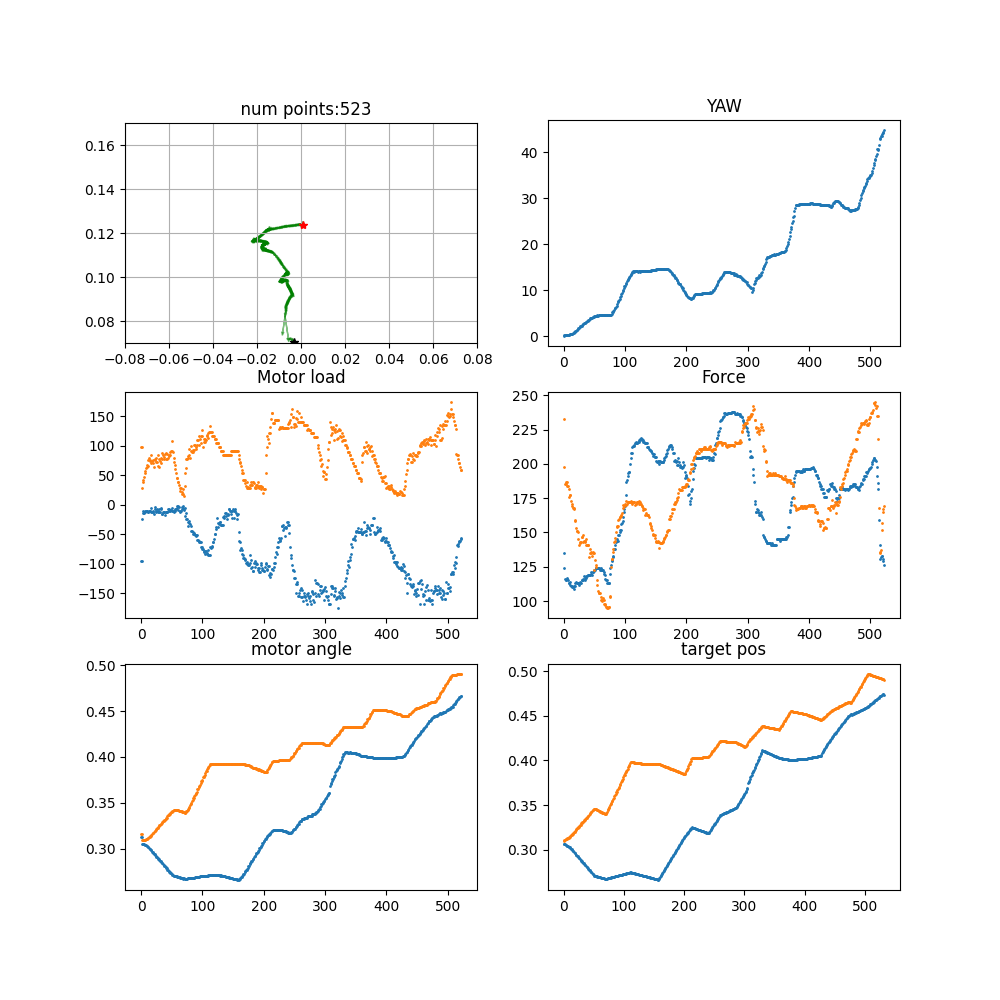 num points:523
0.16
0.14
0.12
0.10
0.08
−0.08 −0.06 −0.04 −0.02 0.00 0.02 0.04 0.06 0.08
YAW
40
30
20
10
0
0 100 200 300 400 500
Motor load
150
100
50
0
−50
−100
−150
0 100 200 300 400 500
Force
250
225
200
175
150
125
100
0 100 200 300 400 500
motor angle
0.50
0.45
0.40
0.35
0.30
0 100 200 300 400 500
target pos
0.50
0.45
0.40
0.35
0.30
0 100 200 300 400 500